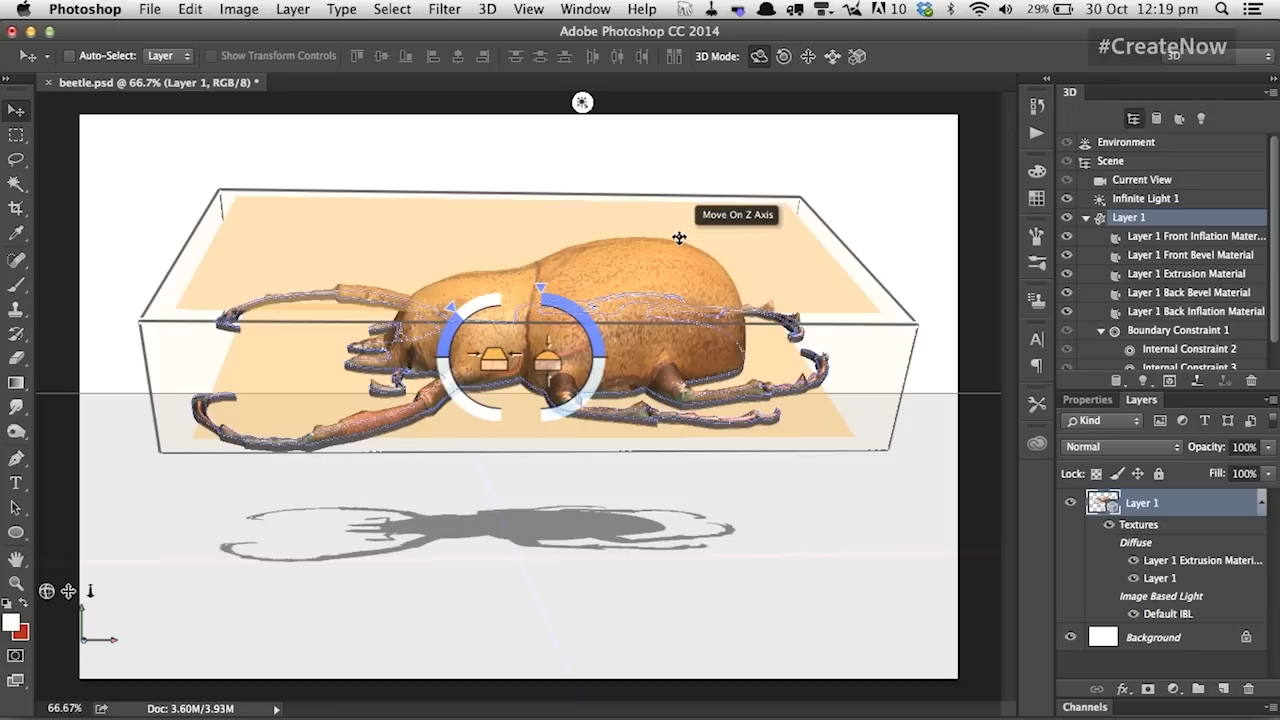 Photoshop File Edit Image Layer Type Select Filter 3D View Window Help 10 29% 30 Oct 12:19 pm
Adobe Photoshop CC 2014
#CreateNow
Auto-Select: Layer Show Transform Controls 3D Mode: 3D
beetle.psd @ 66.7% (Layer 1, RGB/8) *
3D
Environment
Scene
Current View
Infinite Light 1
Move On Z Axis
Layer 1
Layer 1 Front Inflation Mater...
Layer 1 Front Bevel Material
Layer 1 Extrusion Material
Layer 1 Back Bevel Material
Layer 1 Back Inflation Material
Boundary Constraint 1
Internal Constraint 2
Internal Constraint 3
Properties Layers
Kind
Normal Opacity: 100%
Lock: Fill: 100%
Layer 1
Textures
Diffuse
Layer 1 Extrusion Materi...
Layer 1
Image Based Light
Default IBL
Background
66.67% Doc: 3.60M/3.93M
Channels